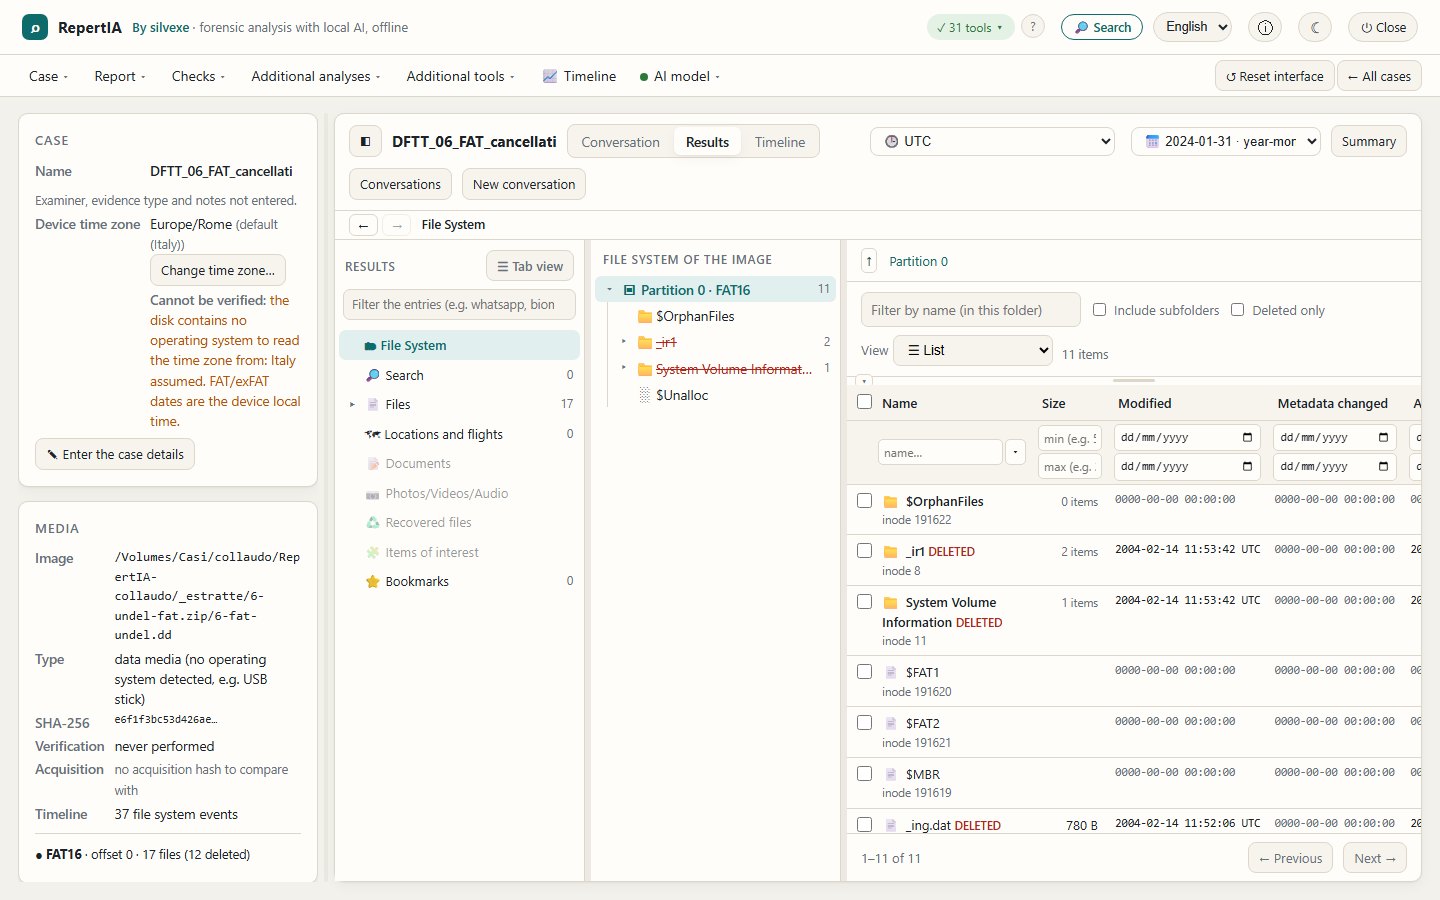 RepertIA By silvexe · forensic analysis with local AI, offline
✓ 31 tools ▾ ? Search English Close
Case Report Checks Additional analyses Additional tools Timeline AI model
↺ Reset interface ← All cases
CASE
Name DFTT_06_FAT_cancellati
Examiner, evidence type and notes not entered.
Device time zone Europe/Rome (default
(Italy))
Change time zone...
Cannot be verified: the
disk contains no
operating system to read
the time zone from: Italy
assumed. FAT/exFAT
dates are the device local
time.
Enter the case details
MEDIA
Image /Volumes/Casi/collaudo/Rep
ertIA-
collaudo/_estratte/6-
undel-fat.zip/6-fat-
undel.dd
Type data media (no operating
system detected, e.g. USB
stick)
SHA-256 e6f1f3bc53d426ae…
Verification never performed
Acquisition no acquisition hash to compare
with
Timeline 37 file system events
● FAT16 · offset 0 · 17 files (12 deleted)
DFTT_06_FAT_cancellati Conversation Results Timeline UTC 2024-01-31 · year-mor Summary
Conversations New conversation
← → File System
RESULTS ☰ Tab view
Filter the entries (e.g. whatsapp, bion
File System
Search 0
Files 17
Locations and flights 0
Documents
Photos/Videos/Audio
Recovered files
Items of interest
Bookmarks 0
FILE SYSTEM OF THE IMAGE
Partition 0 · FAT16 11
$OrphanFiles
_ir1 2
System Volume Informat... 1
$Unalloc
↑ Partition 0
Filter by name (in this folder) Include subfolders Deleted only
View ☰ List 11 items
Name Size Modified Metadata changed A
name... min (e.g. dd/mm/yyyy dd/mm/yyyy
max (e.g. dd/mm/yyyy dd/mm/yyyy
$OrphanFiles 0 items 0000-00-00 00:00:00 0000-00-00 00:00:00 00
inode 191622
_ir1 DELETED 2 items 2004-02-14 11:53:42 UTC 0000-00-00 00:00:00 20
inode 8
System Volume 1 items 2004-02-14 11:53:42 UTC 0000-00-00 00:00:00 20
Information DELETED
inode 11
$FAT1 0000-00-00 00:00:00 0000-00-00 00:00:00 00
inode 191620
$FAT2 0000-00-00 00:00:00 0000-00-00 00:00:00 00
inode 191621
$MBR 0000-00-00 00:00:00 0000-00-00 00:00:00 00
inode 191619
_ing.dat DELETED 780 B 2004-02-14 11:52:06 UTC 0000-00-00 00:00:00 20
1–11 of 11 ← Previous Next →